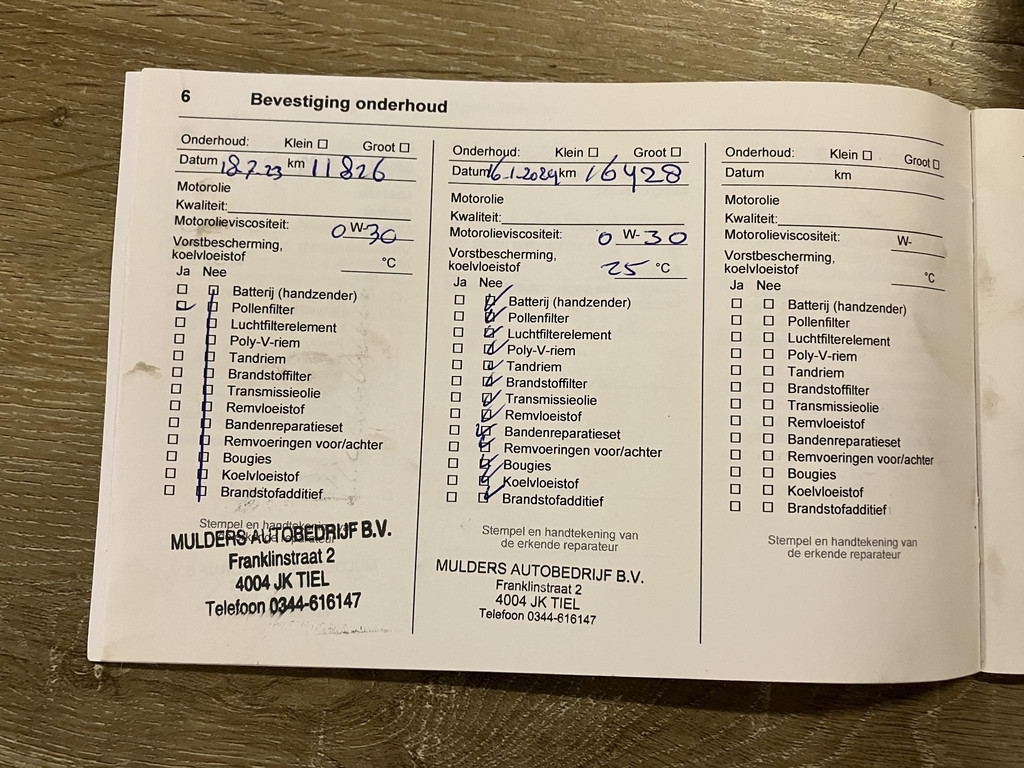 6 Bevestiging onderhoud
Onderhoud: Klein Groot
Datum 18.7.23 km 11826
Motorolie
Kwaliteit:
Motorolieviscositeit: 0 W- 30
Vorstbescherming,
koelvloeistof °C
Ja Nee
Batterij (handzender)
Pollenfilter
Luchtfilterelement
Poly-V-riem
Tandriem
Brandstoffilter
Transmissieolie
Remvloeistof
Bandenreparatieset
Remvoeringen voor/achter
Bougies
Koelvloeistof
Brandstofadditief
Stempel en handtekening van
de erkende reparateur
MULDERS AUTOBEDRIJF B.V.
Franklinstraat 2
4004 JK TIEL
Telefoon 0344-616147
Onderhoud: Klein Groot
Datum 16.1.2024 km 16428
Motorolie
Kwaliteit:
Motorolieviscositeit: 0 W- 30
Vorstbescherming,
koelvloeistof 25 °C
Ja Nee
Batterij (handzender)
Pollenfilter
Luchtfilterelement
Poly-V-riem
Tandriem
Brandstoffilter
Transmissieolie
Remvloeistof
Bandenreparatieset
Remvoeringen voor/achter
Bougies
Koelvloeistof
Brandstofadditief
Stempel en handtekening van
de erkende reparateur
MULDERS AUTOBEDRIJF B.V.
Franklinstraat 2
4004 JK TIEL
Telefoon 0344-616147
Onderhoud: Klein Groot
Datum km
Motorolie
Kwaliteit:
Motorolieviscositeit: W-
Vorstbescherming,
koelvloeistof °C
Ja Nee
Batterij (handzender)
Pollenfilter
Luchtfilterelement
Poly-V-riem
Tandriem
Brandstoffilter
Transmissieolie
Remvloeistof
Bandenreparatieset
Remvoeringen voor/achter
Bougies
Koelvloeistof
Brandstofadditief
Stempel en handtekening van
de erkende reparateur